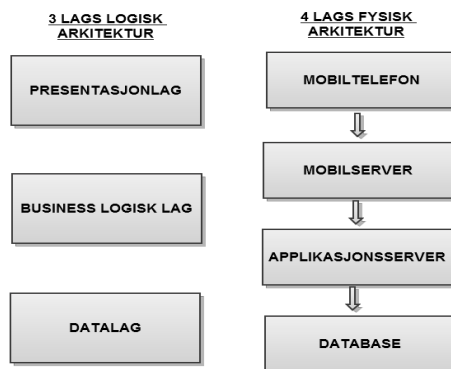 3 LAGS LOGISK
ARKITEKTUR
PRESENTASJONLAG
BUSINESS LOGISK LAG
DATALAG
4 LAGS FYSISK
ARKITEKTUR
MOBILTELEFON
MOBILSERVER
APPLIKASJONSSERVER
DATABASE